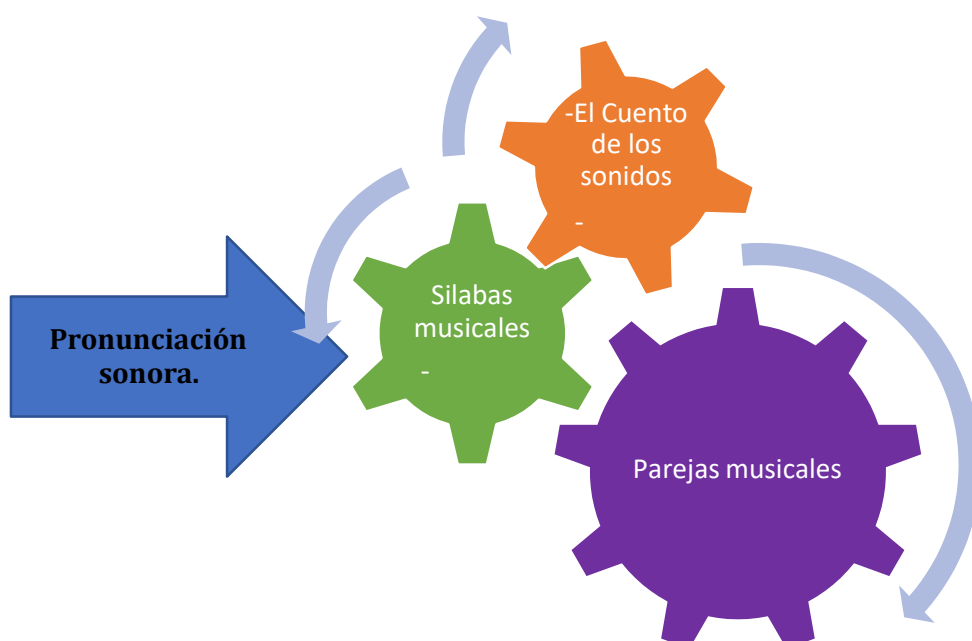 -El Cuento
de los
sonidos
-
Silabas
musicales
-
Pronunciación
sonora.
Parejas musicales